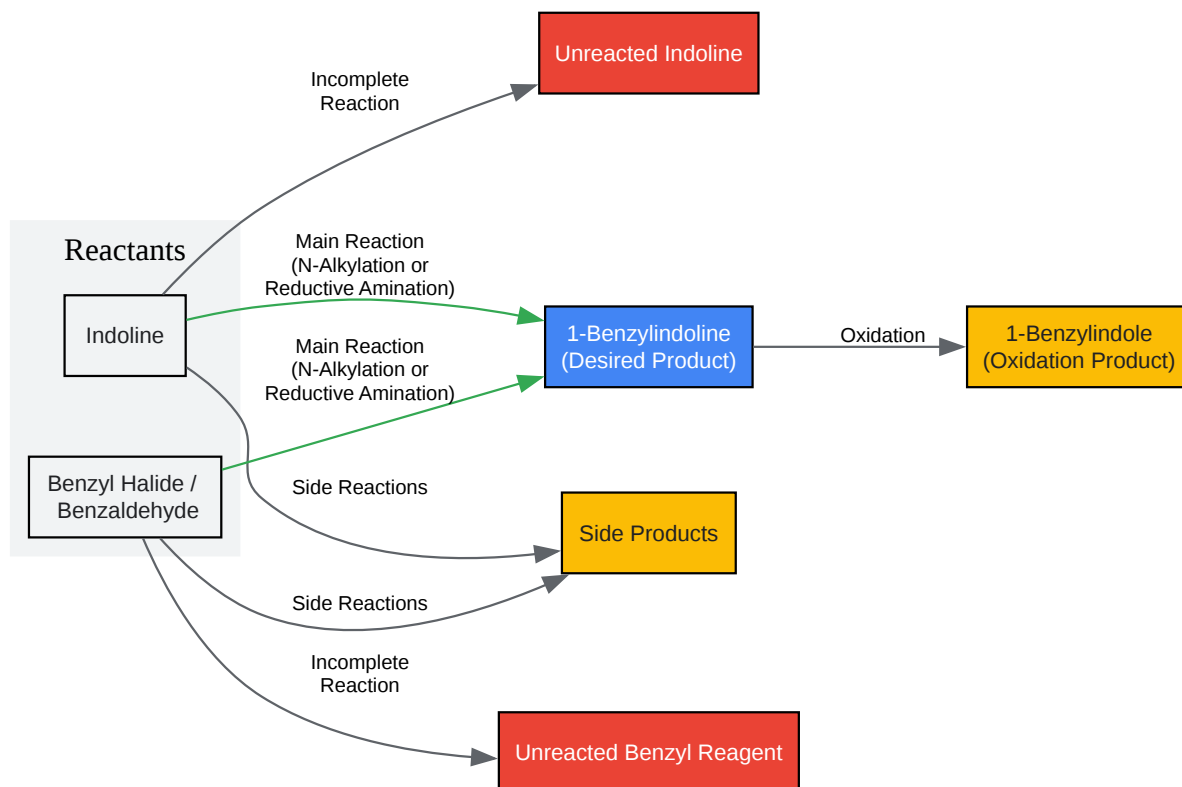 Unreacted Indoline
Incomplete
Reaction
Reactants
Main Reaction
(N-Alkylation or
Reductive Amination)
Indoline
1-Benzylindoline
(Desired Product)
Oxidation
1-Benzylindole
(Oxidation Product)
Main Reaction
(N-Alkylation or
Reductive Amination)
Benzyl Halide /
Benzaldehyde
Side Reactions
Side Products
Side Reactions
Incomplete
Reaction
Unreacted Benzyl Reagent